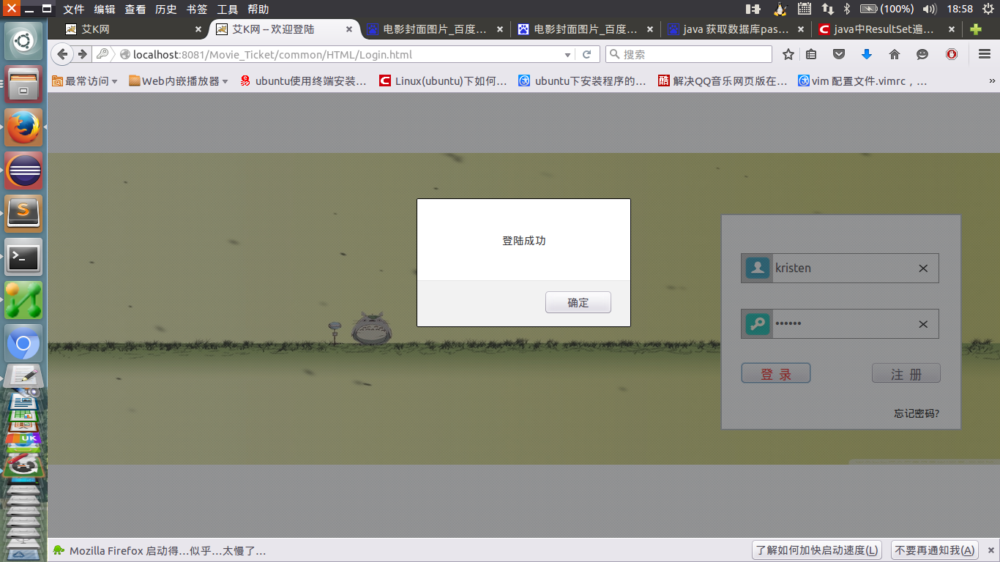 文件 编辑 查看 历史 书签 工具 帮助
(100%) 18:58
艾K网
艾K网 – 欢迎登陆
电影封面图片_百度…
电影封面图片_百度…
java 获取数据库pas…
java中ResultSet遍…
localhost:8081/Movie_Ticket/common/HTML/Login.html
搜索
最常访问
Web内嵌播放器
ubuntu使用终端安装…
Linux(ubuntu)下如何…
ubuntu下安装程序的…
解决QQ音乐网页版在…
vim 配置文件.vimrc，…
登陆成功
确定
kristen
••••••
登 录
注 册
忘记密码?
UK
Mozilla Firefox 启动得…似乎…太慢了…
了解如何加快启动速度(L)
不要再通知我(A)